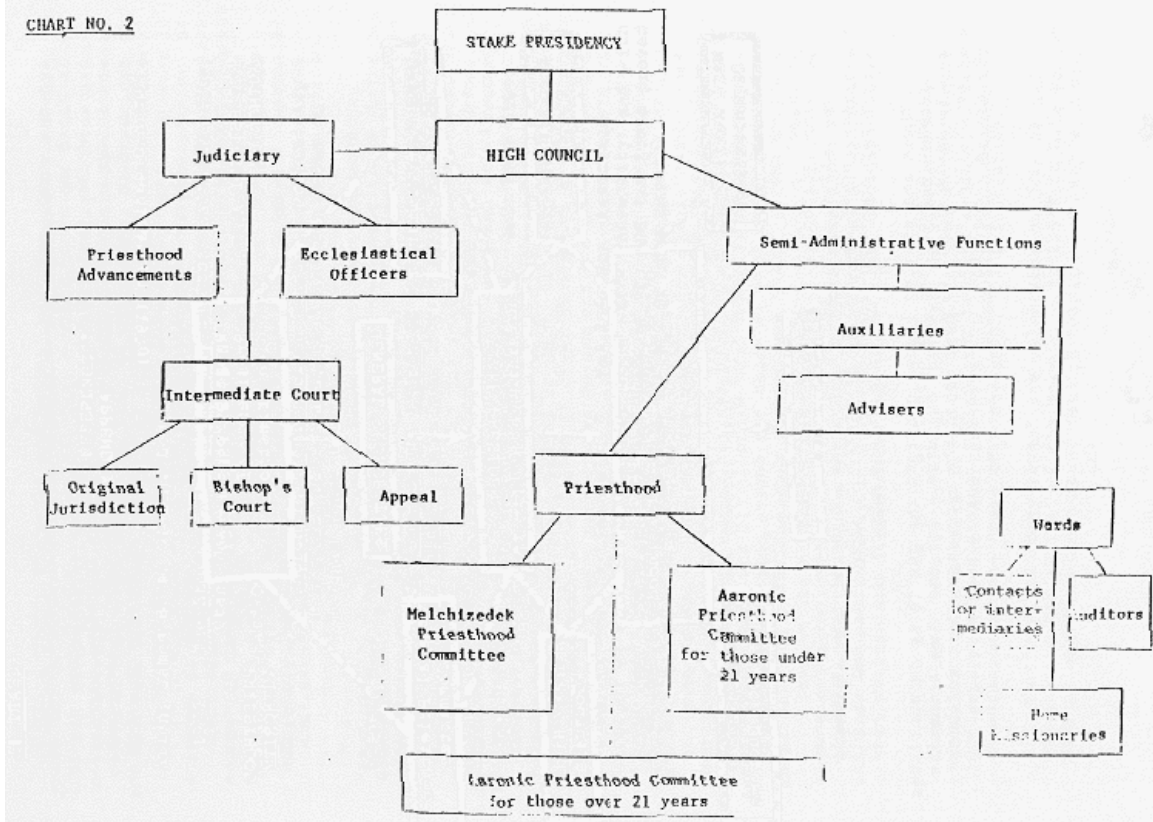 CHART NO. 2
STAKE PRESIDENCY
HIGH COUNCIL
Judiciary
Priesthood
Advancements
Ecclesiastical
Officers
Semi-Administrative Functions
Auxiliaries
Advisers
Intermediate Court
Original
Jurisdiction
Bishop's
Court
Appeal
Priesthood
Wards
Melchizedek
Priesthood
Committee
Aaronic
Priesthood
Committee
for those under
21 years
Contacts
or inter-
mediaries
Auditors
Home
Missionaries
Aaronic Priesthood Committee
for those over 21 years